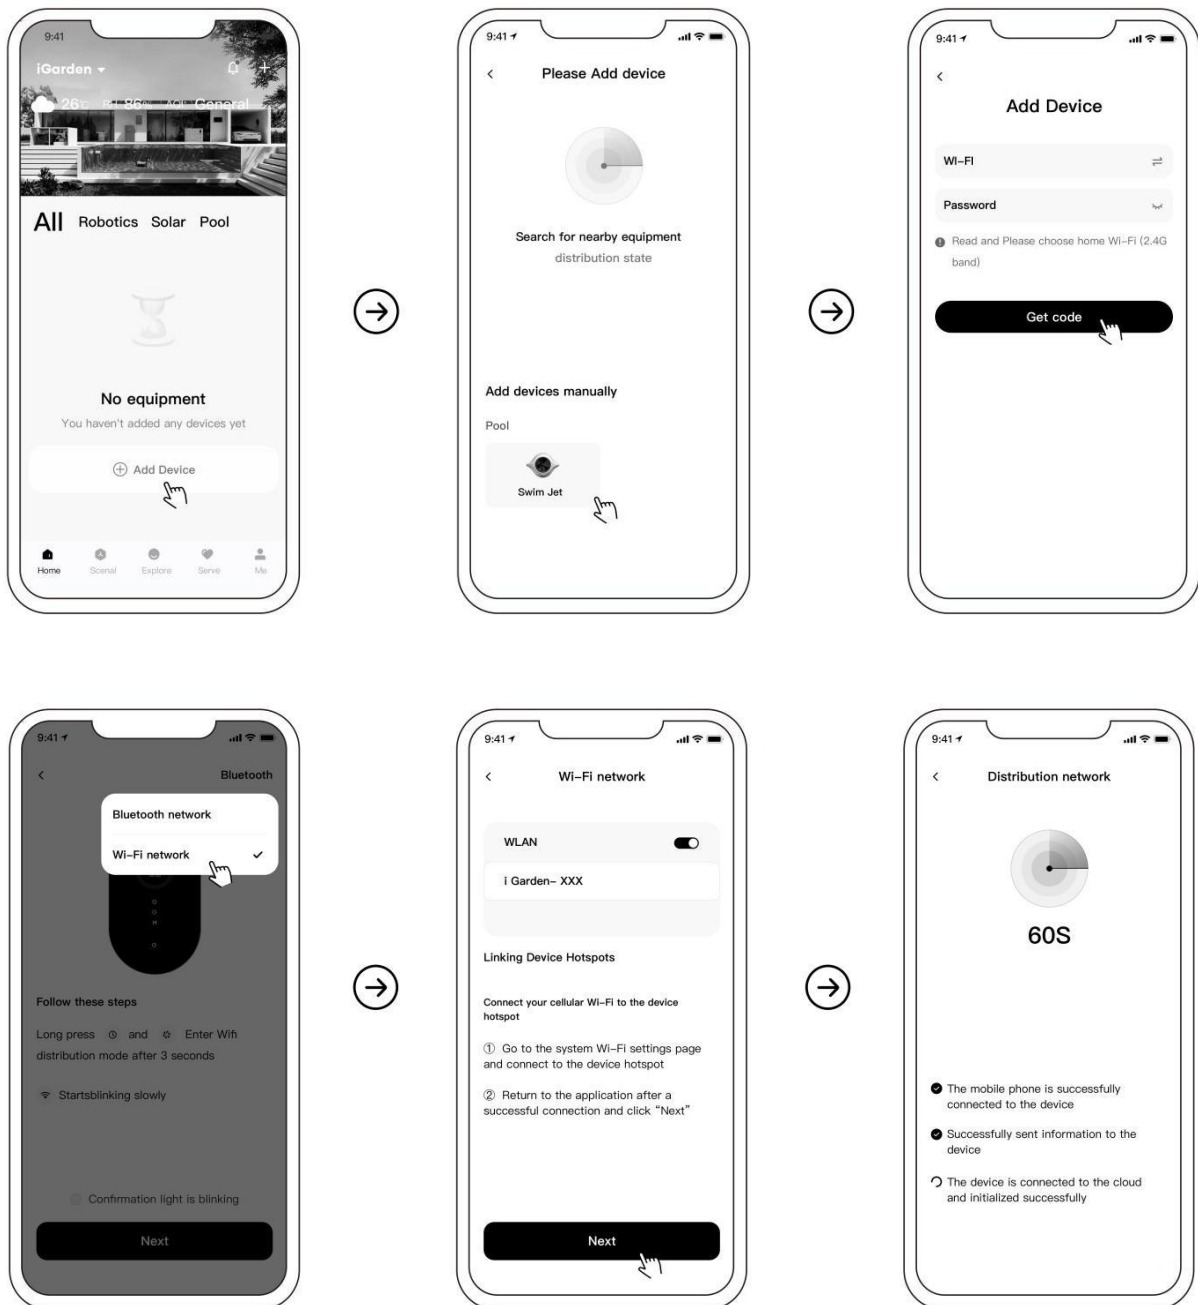 9:41
iGarden
26°C RH 86% AQI General
All Robotics Solar Pool
No equipment
You haven't added any devices yet
Add Device
Home Scenal Explore Serve Me
9:41
Please Add device
Search for nearby equipment
distribution state
Add devices manually
Pool
Swim Jet
9:41
Add Device
WI-FI
Password
Read and Please choose home Wi-Fi (2.4G
band)
Get code
9:41
Bluetooth
Bluetooth network
Wi-Fi network
Follow these steps
Long press and Enter Wifi
distribution mode after 3 seconds
Startsblinking slowly
Confirmation light is blinking
Next
9:41
Wi-Fi network
WLAN
i Garden- XXX
Linking Device Hotspots
Connect your cellular Wi-Fi to the device
hotspot
① Go to the system Wi-Fi settings page
and connect to the device hotspot
② Return to the application after a
successful connection and click “Next”
Next
9:41
Distribution network
60S
The mobile phone is successfully
connected to the device
Successfully sent information to the
device
The device is connected to the cloud
and initialized successfully